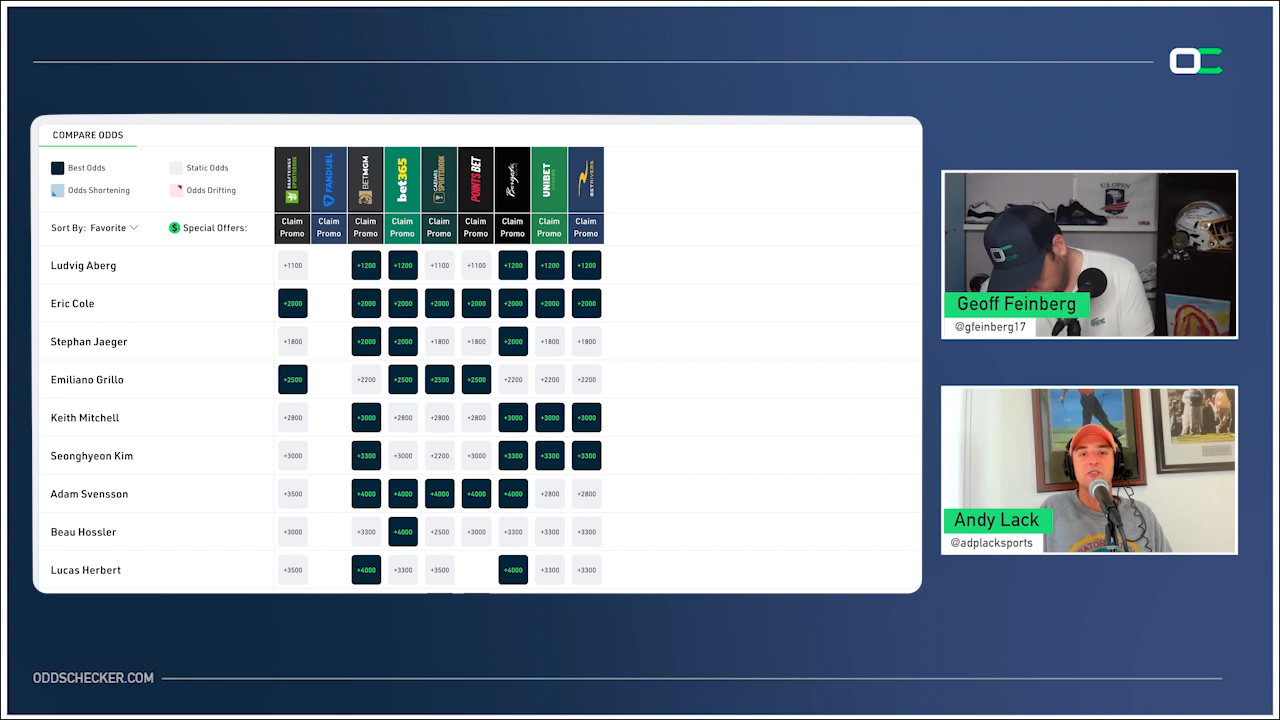 OC
COMPARE ODDS
Best Odds
Static Odds
Odds Shortening
Odds Drifting
Sort By: Favorite
$ Special Offers:
DRAFTKINGS SPORTSBOOK
FANDUEL
BETMGM
bet365
CAESARS SPORTSBOOK
POINTSBET
Borgata
UNIBET
BETRIVERS
Claim Promo
Claim Promo
Claim Promo
Claim Promo
Claim Promo
Claim Promo
Claim Promo
Claim Promo
Claim Promo
Ludvig Aberg +1100 +1200 +1200 +1100 +1100 +1200 +1200 +1200
Eric Cole +2000 +2000 +2000 +2000 +2000 +2000 +2000 +2000
Stephan Jaeger +1800 +2000 +2000 +1800 +1800 +2000 +1800 +1800
Emiliano Grillo +2500 +2200 +2500 +2500 +2500 +2200 +2200 +2200
Keith Mitchell +2800 +3000 +2800 +2800 +2800 +3000 +3000 +3000
Seonghyeon Kim +3000 +3300 +3000 +2200 +3000 +3300 +3300 +3300
Adam Svensson +3500 +4000 +4000 +4000 +4000 +4000 +2800 +2800
Beau Hossler +3000 +3300 +4000 +2500 +3000 +3300 +3300 +3300
Lucas Herbert +3500 +4000 +3300 +3500 +4000 +3300 +3300
U.S. OPEN
Geoff Feinberg
@gfeinberg17
Andy Lack
@adplacksports
ODDSCHECKER.COM